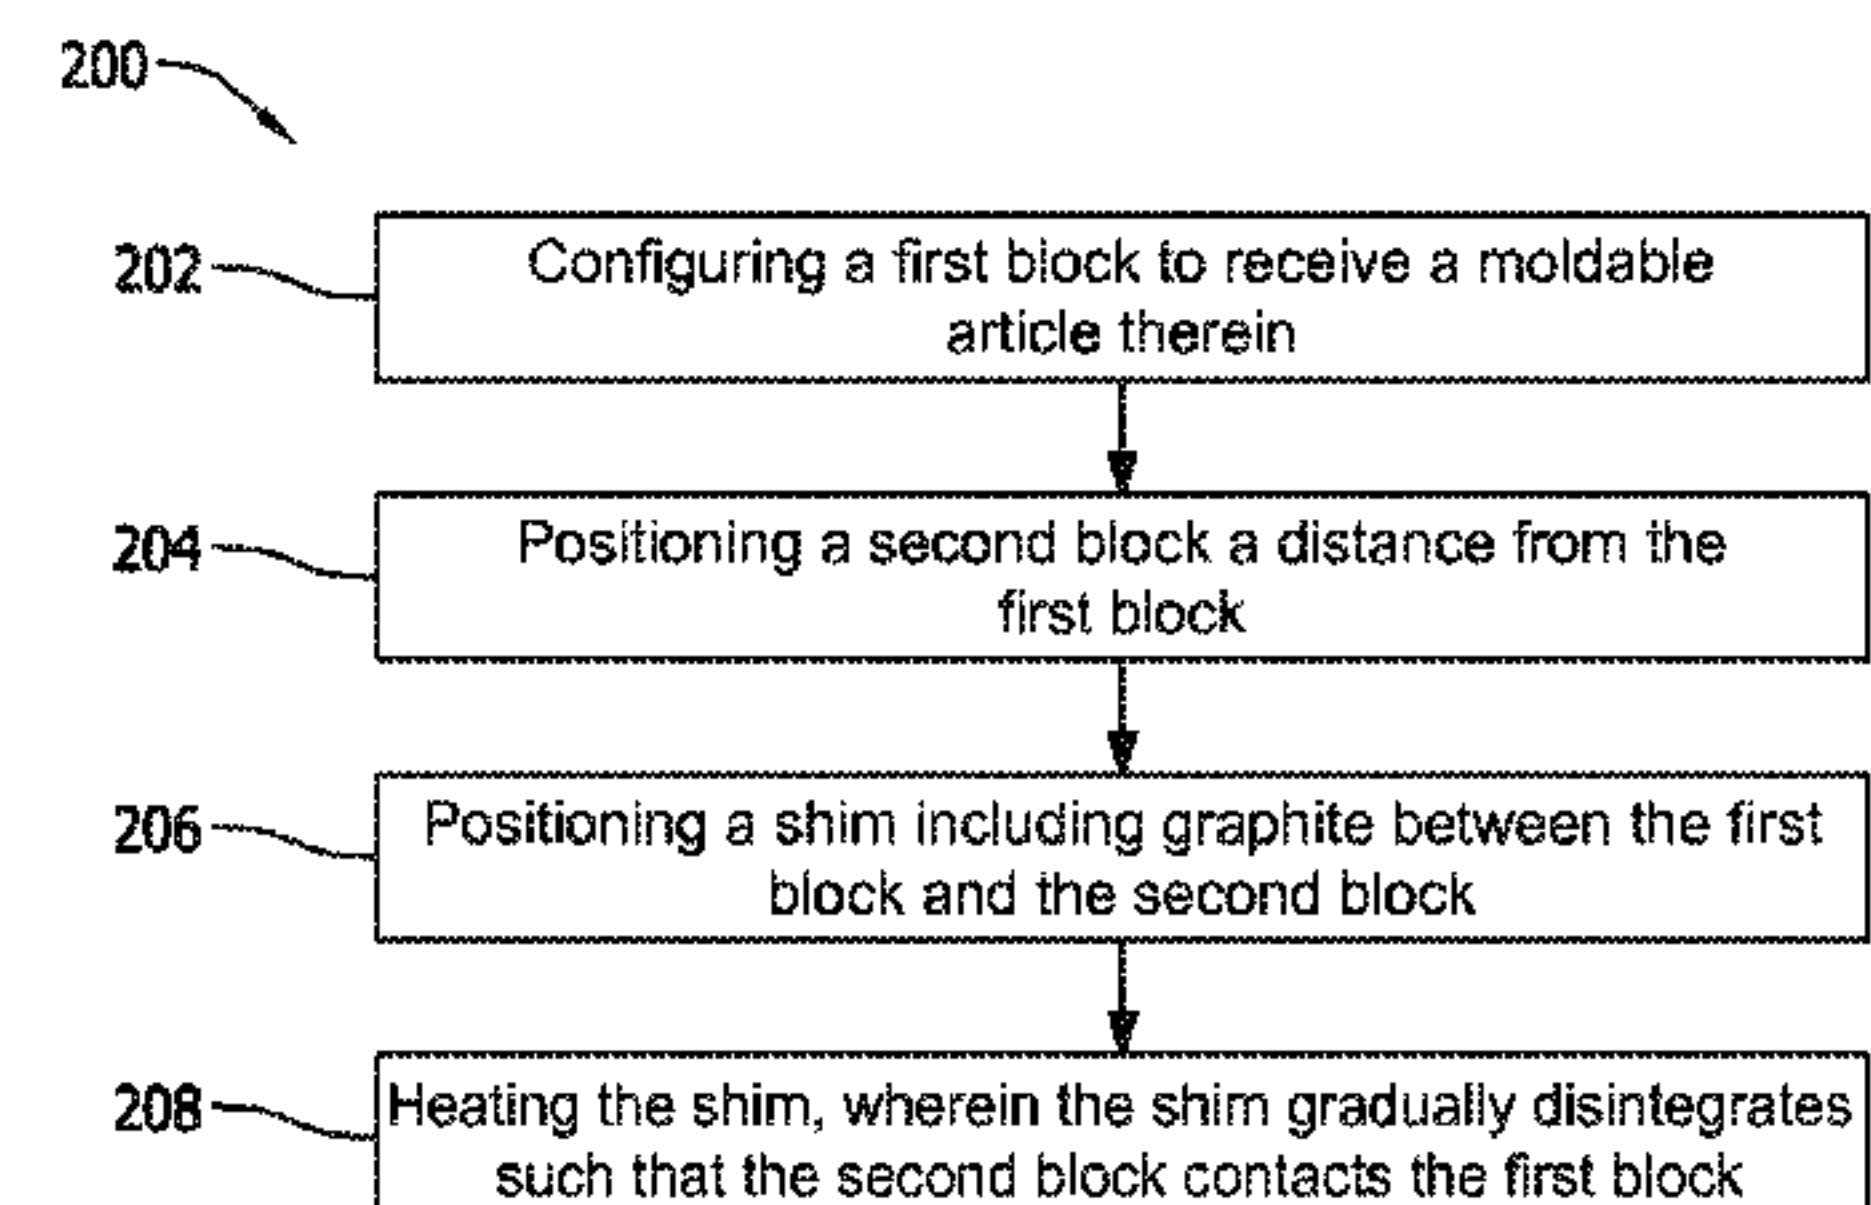 200
202
Configuring a first block to receive a moldable
article therein
204
Positioning a second block a distance from the
first block
206
Positioning a shim including graphite between the first
block and the second block
208
Heating the shim, wherein the shim gradually disintegrates
such that the second block contacts the first block